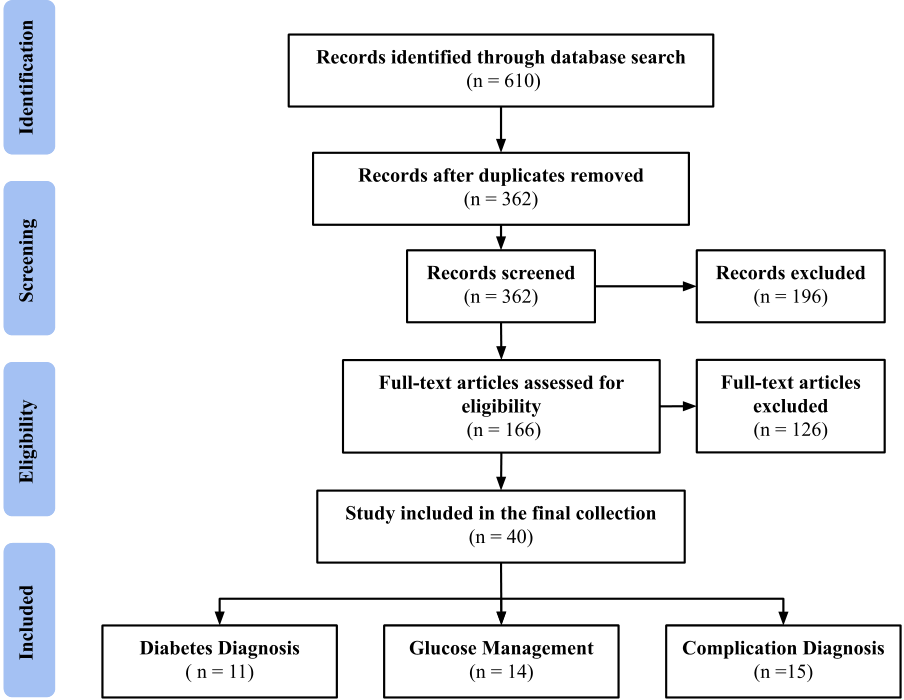 Identification
Records identified through database search
(n = 610)
Records after duplicates removed
(n = 362)
Screening
Records screened
(n = 362)
Records excluded
(n = 196)
Eligibility
Full-text articles assessed for
eligibility
(n = 166)
Full-text articles
excluded
(n = 126)
Study included in the final collection
(n = 40)
Included
Diabetes Diagnosis
( n = 11)
Glucose Management
(n = 14)
Complication Diagnosis
(n =15)